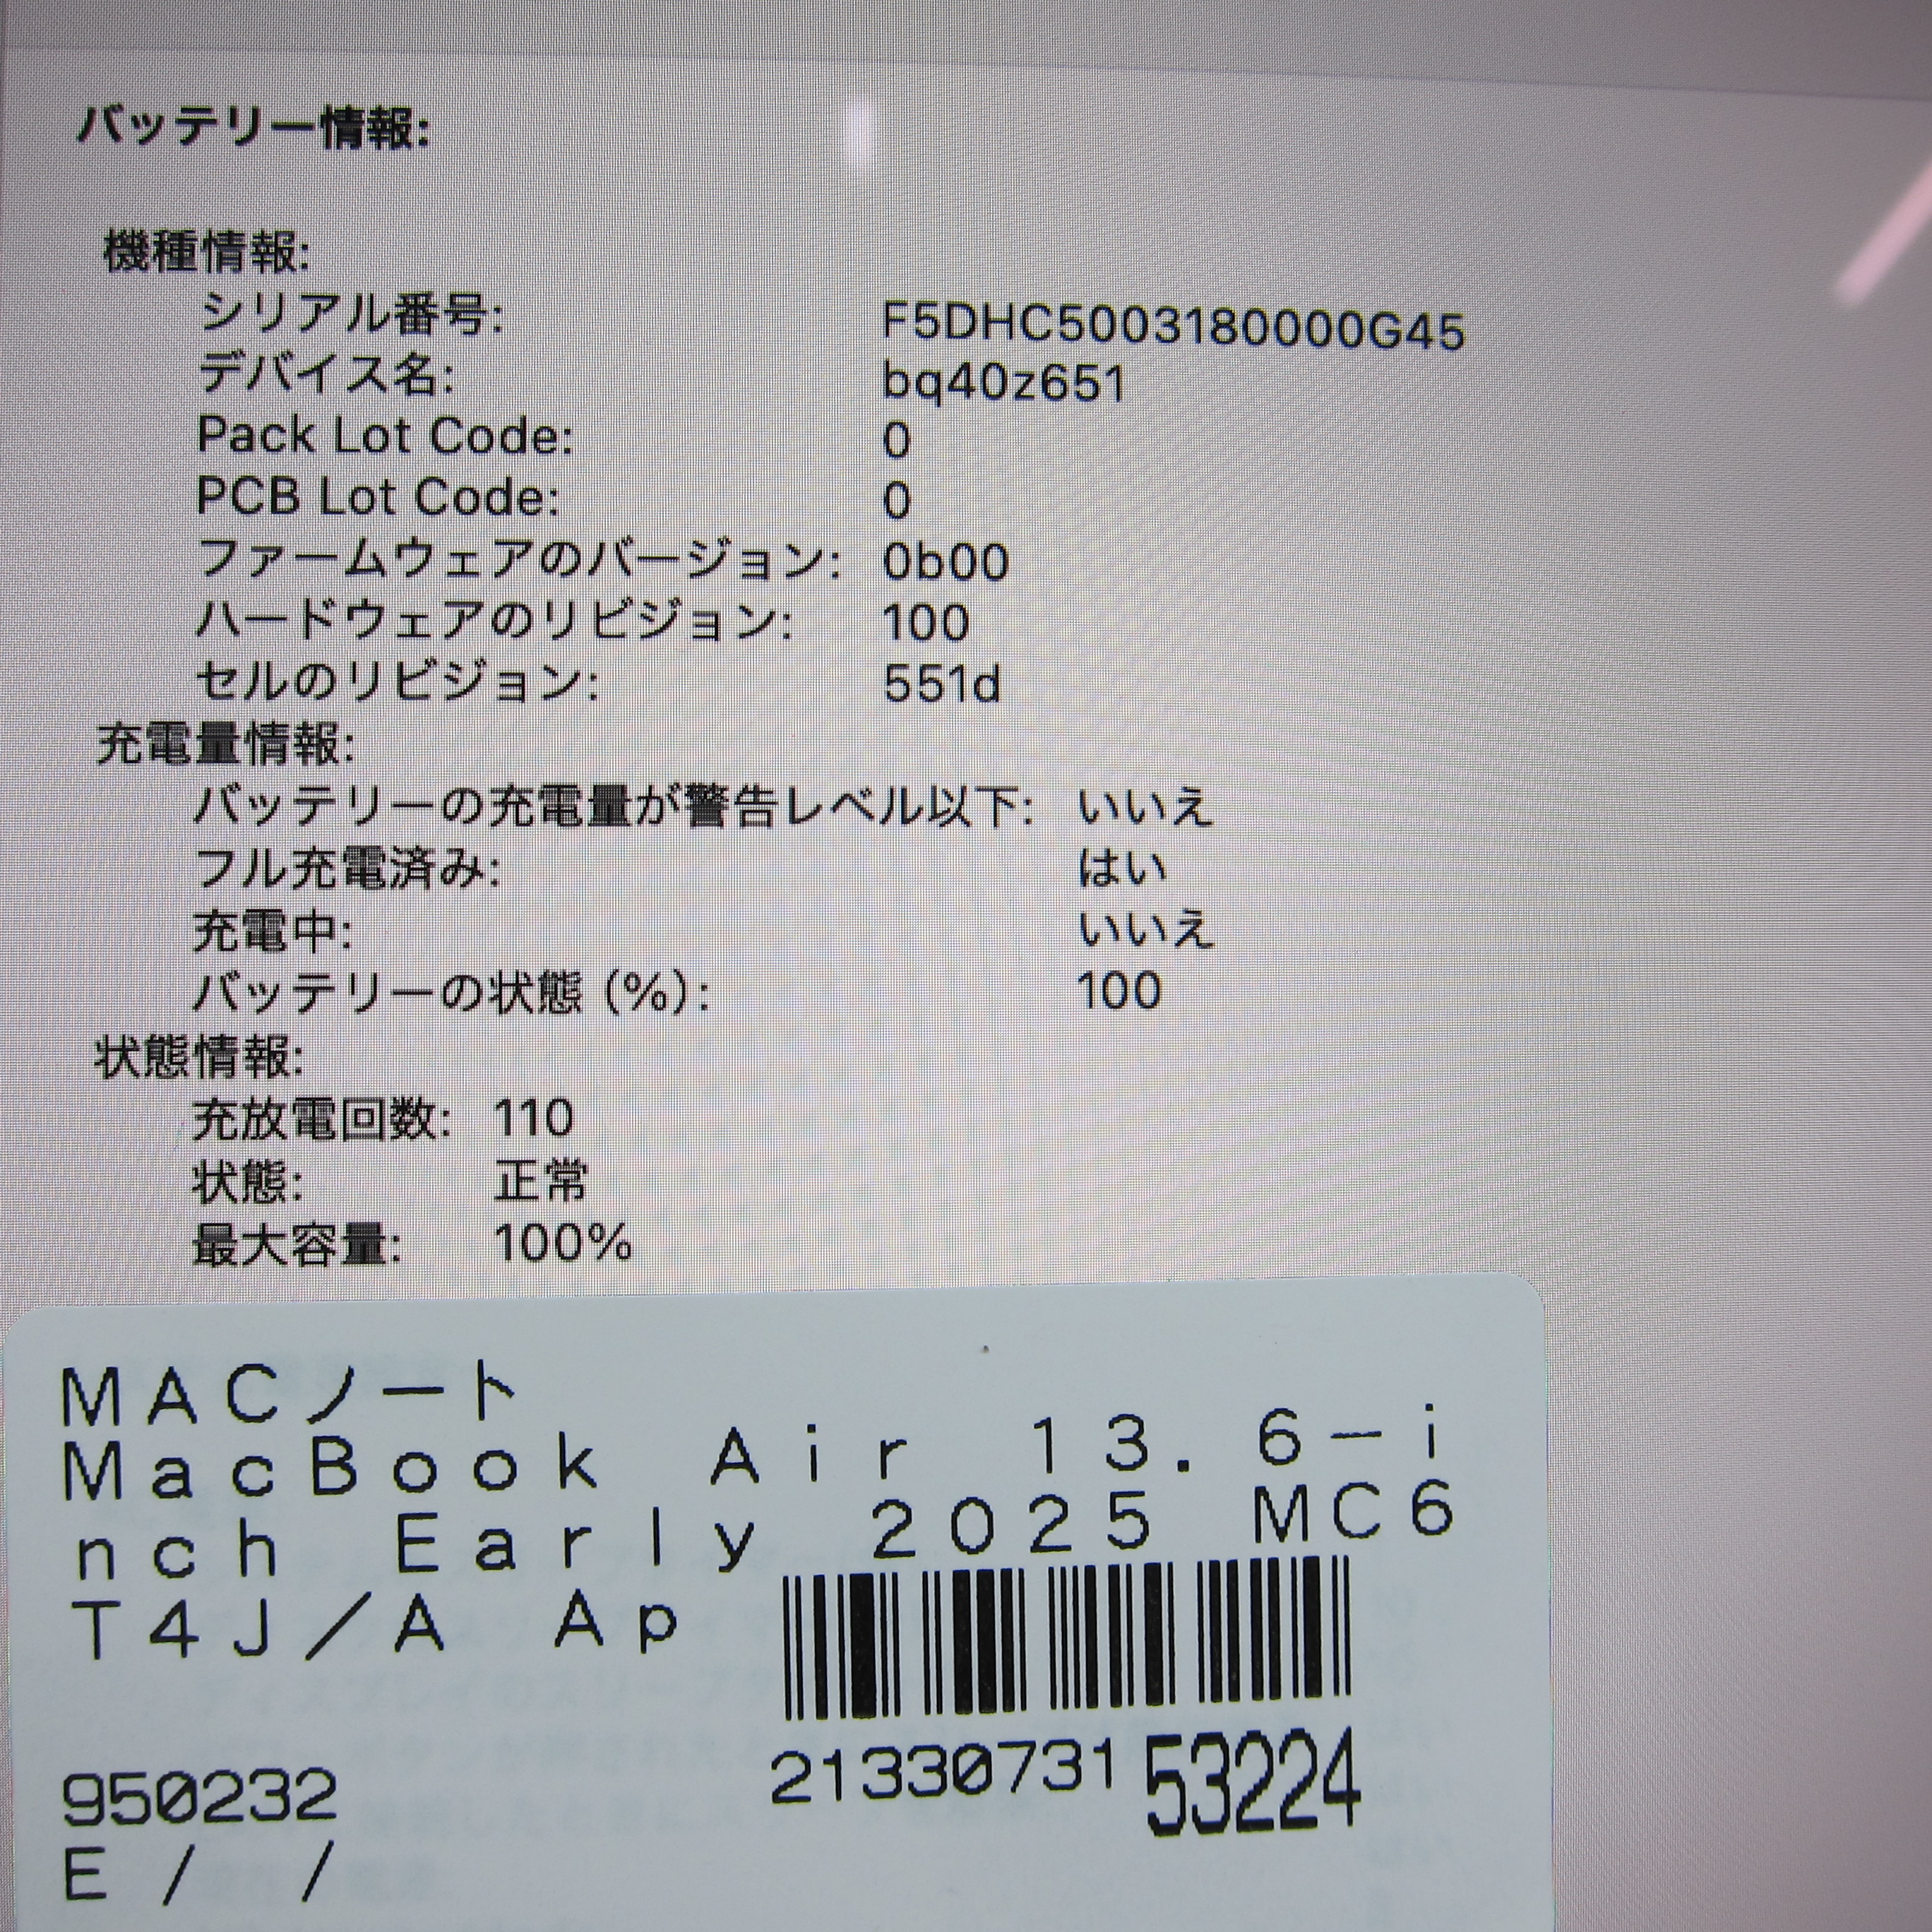 バッテリー情報:
機種情報:
シリアル番号: F5DHC5003180000G45
デバイス名: bq40z651
Pack Lot Code: 0
PCB Lot Code: 0
ファームウェアのバージョン: 0b00
ハードウェアのリビジョン: 100
セルのリビジョン: 551d
充電量情報:
バッテリーの充電量が警告レベル以下: いいえ
フル充電済み: はい
充電中: いいえ
バッテリーの状態 (%): 100
状態情報:
充放電回数: 110
状態: 正常
最大容量: 100%
MACノート
MacBook Air 13.6-i
nch Early 2025 MC6
T4J/A Ap
21330731 53224
950232
E / /